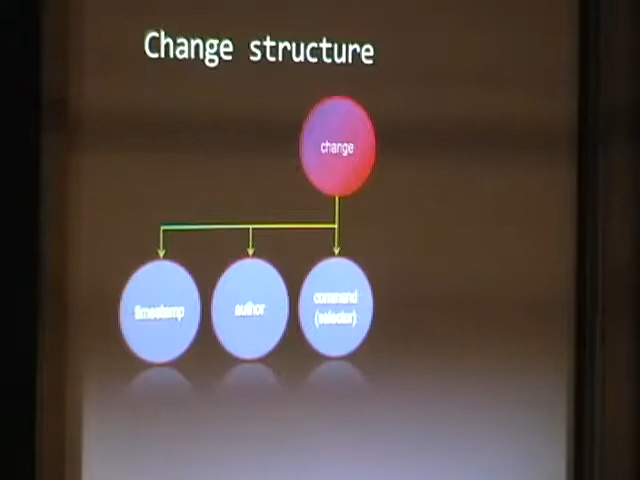 Change structure
change
timestamp
author
command
(selector)